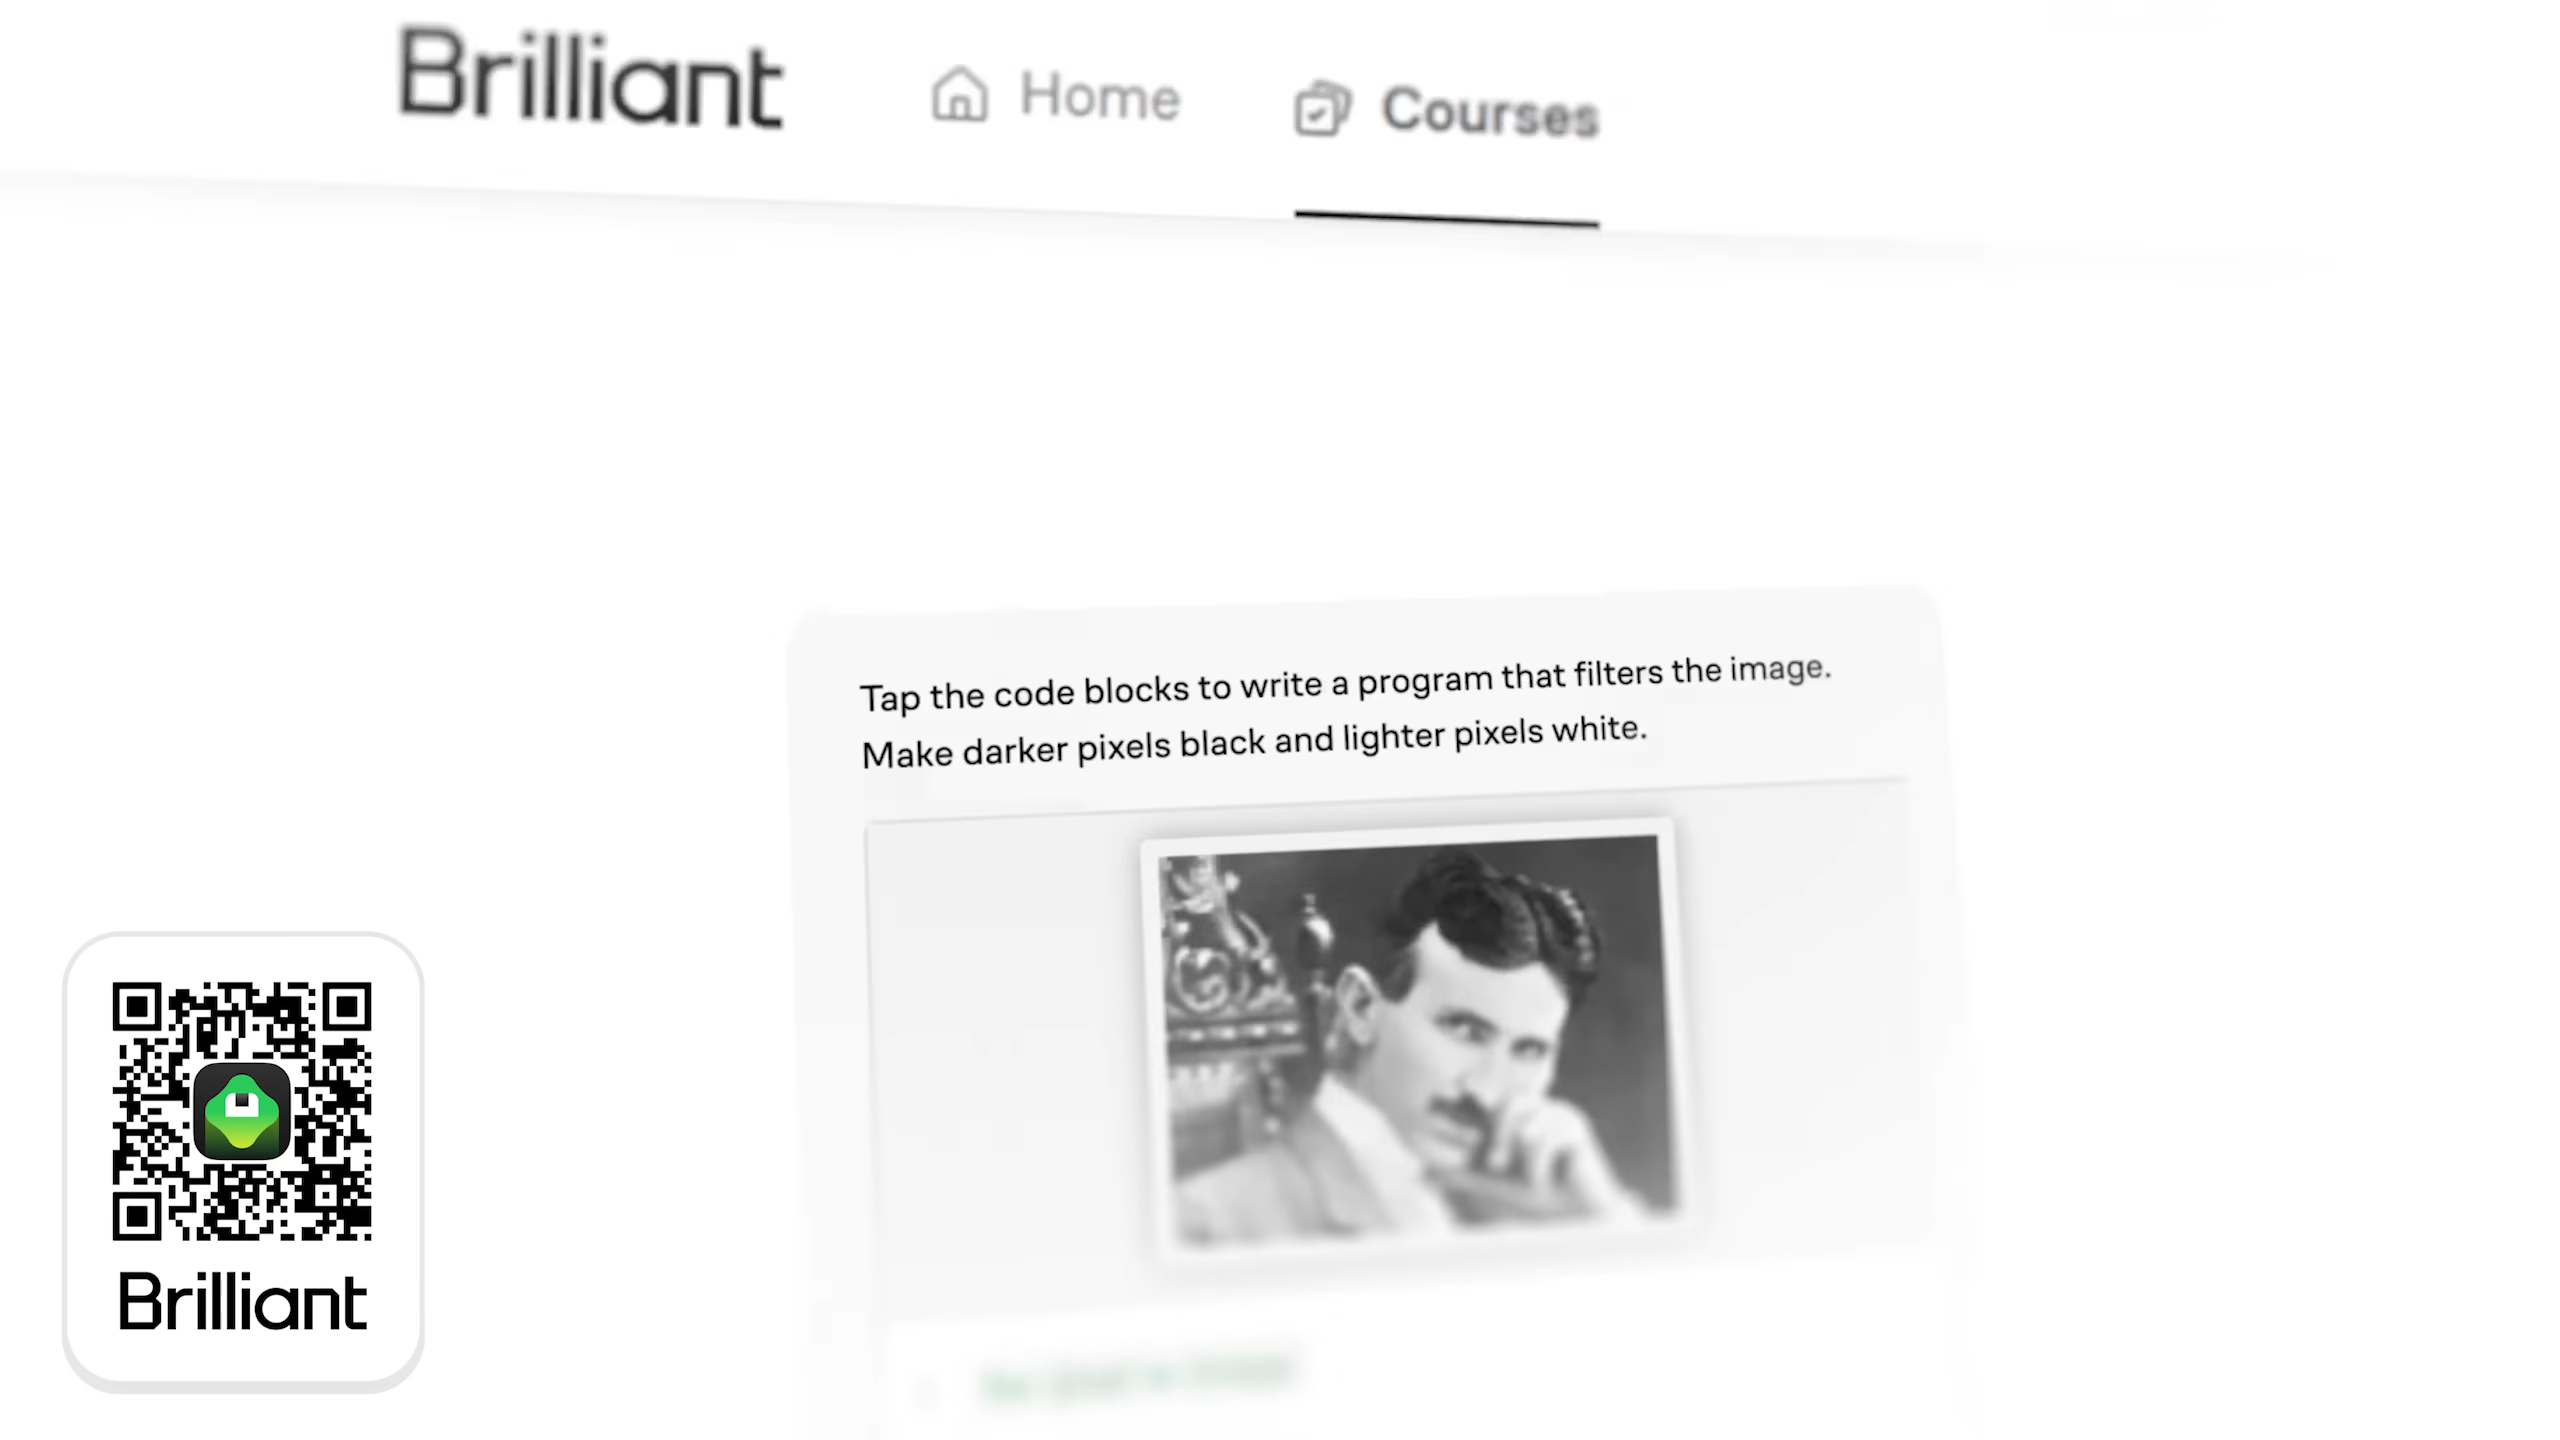 Brilliant
Home
Courses
Tap the code blocks to write a program that filters the image.
Make darker pixels black and lighter pixels white.
Brilliant